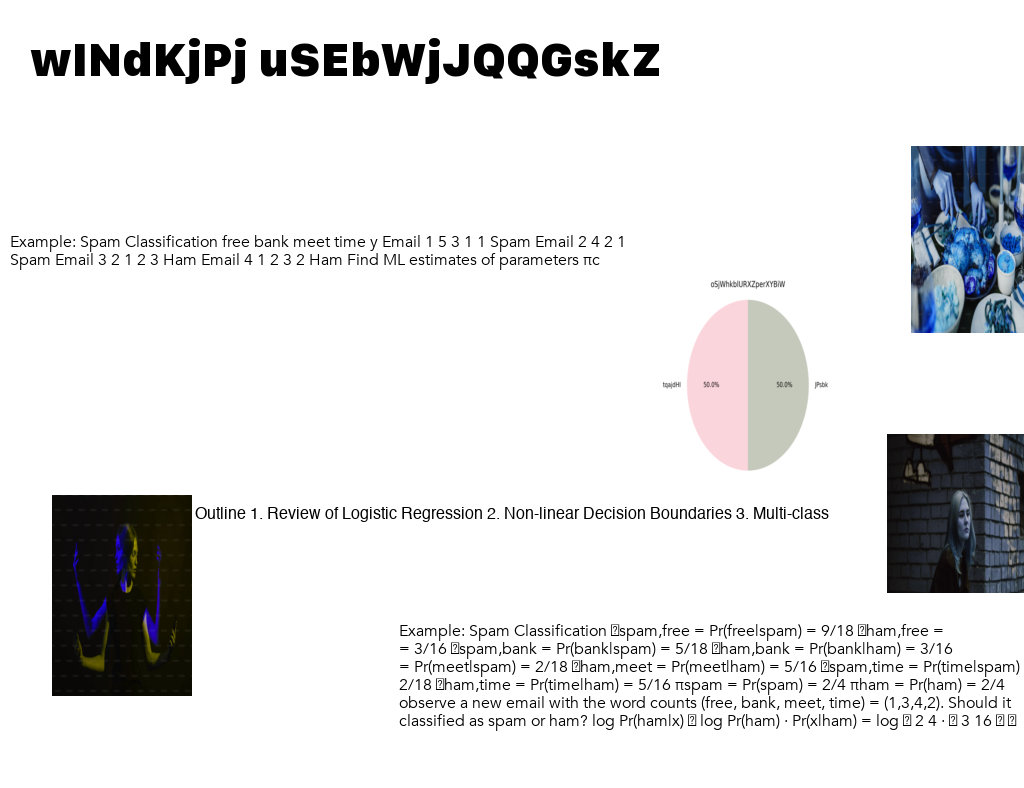 wINdKjPj uSEbWjJQQGskZ
Example: Spam Classification free bank meet time y Email 1 5 3 1 1 Spam Email 2 4 2 1
Spam Email 3 2 1 2 3 Ham Email 4 1 2 3 2 Ham Find ML estimates of parameters πc
oSjWhkbIURXZperXYBiW
tqajdHI 50.0% 50.0% JPsbk
Outline 1. Review of Logistic Regression 2. Non-linear Decision Boundaries 3. Multi-class
Example: Spam Classification �spam,free = Pr(free|spam) = 9/18 �ham,free =
= 3/16 �spam,bank = Pr(bank|spam) = 5/18 �ham,bank = Pr(bank|ham) = 3/16
= Pr(meet|spam) = 2/18 �ham,meet = Pr(meet|ham) = 5/16 �spam,time = Pr(time|spam)
2/18 �ham,time = Pr(time|ham) = 5/16 πspam = Pr(spam) = 2/4 πham = Pr(ham) = 2/4
observe a new email with the word counts (free, bank, meet, time) = (1,3,4,2). Should it
classified as spam or ham? log Pr(ham|x) � log Pr(ham) · Pr(x|ham) = log � 2 4 · � 3 16 � �